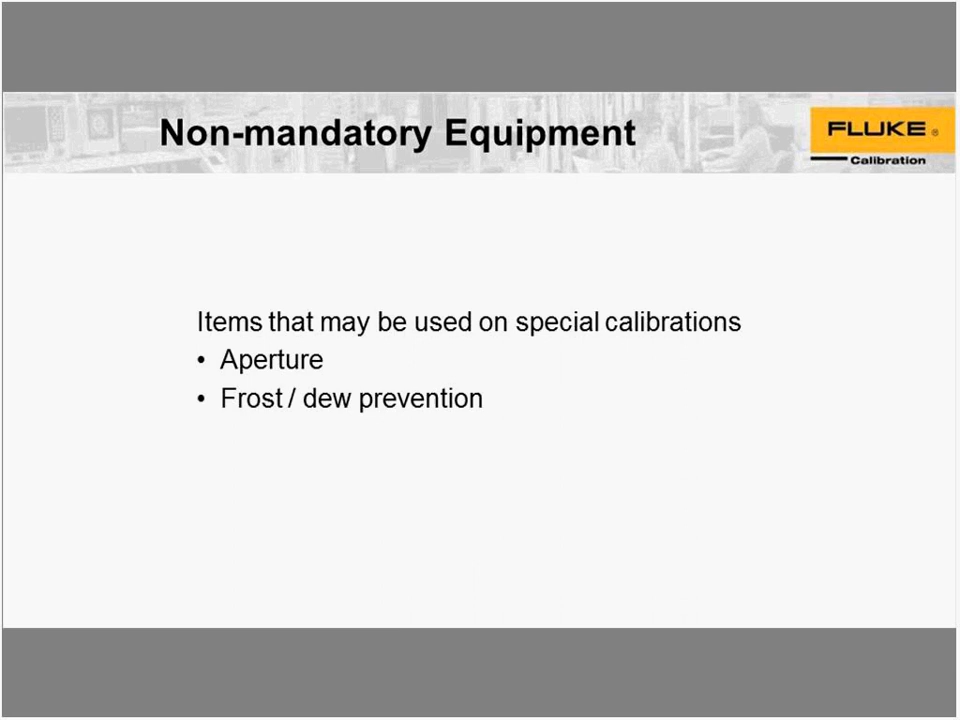 Non-mandatory Equipment
FLUKE ®
Calibration
Items that may be used on special calibrations
• Aperture
• Frost / dew prevention